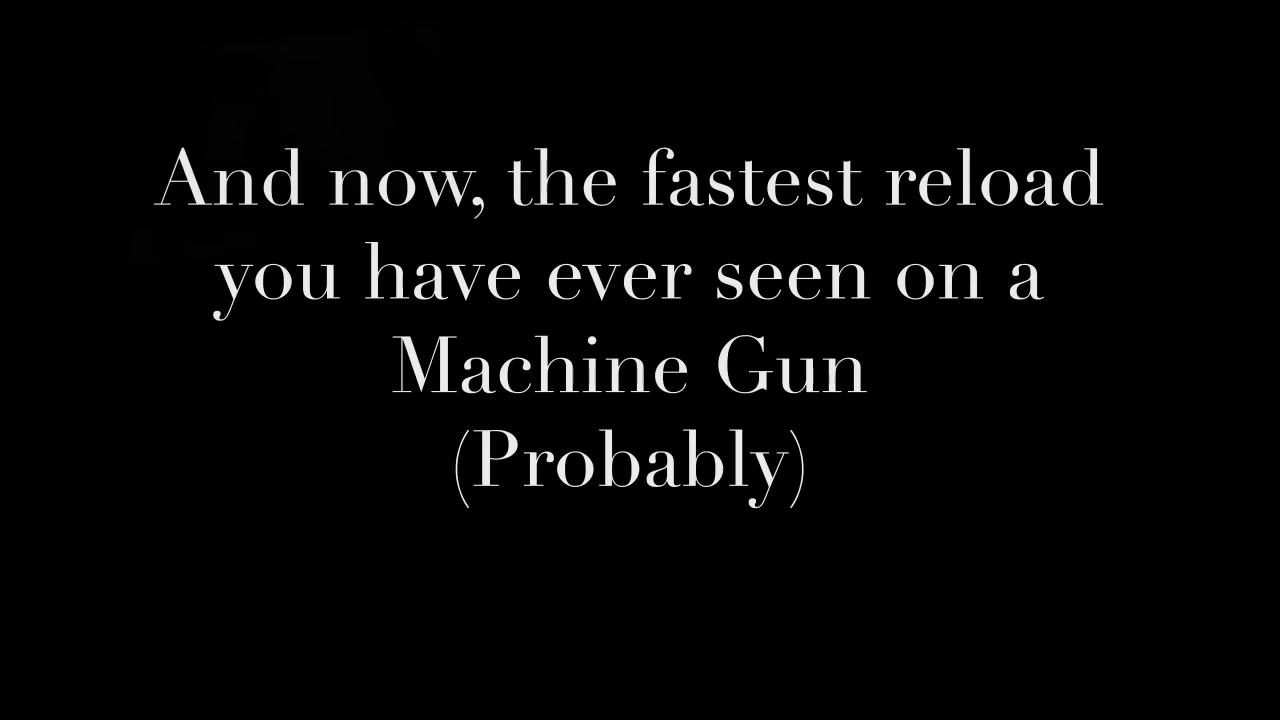 And now, the fastest reload
you have ever seen on a
Machine Gun
(Probably)